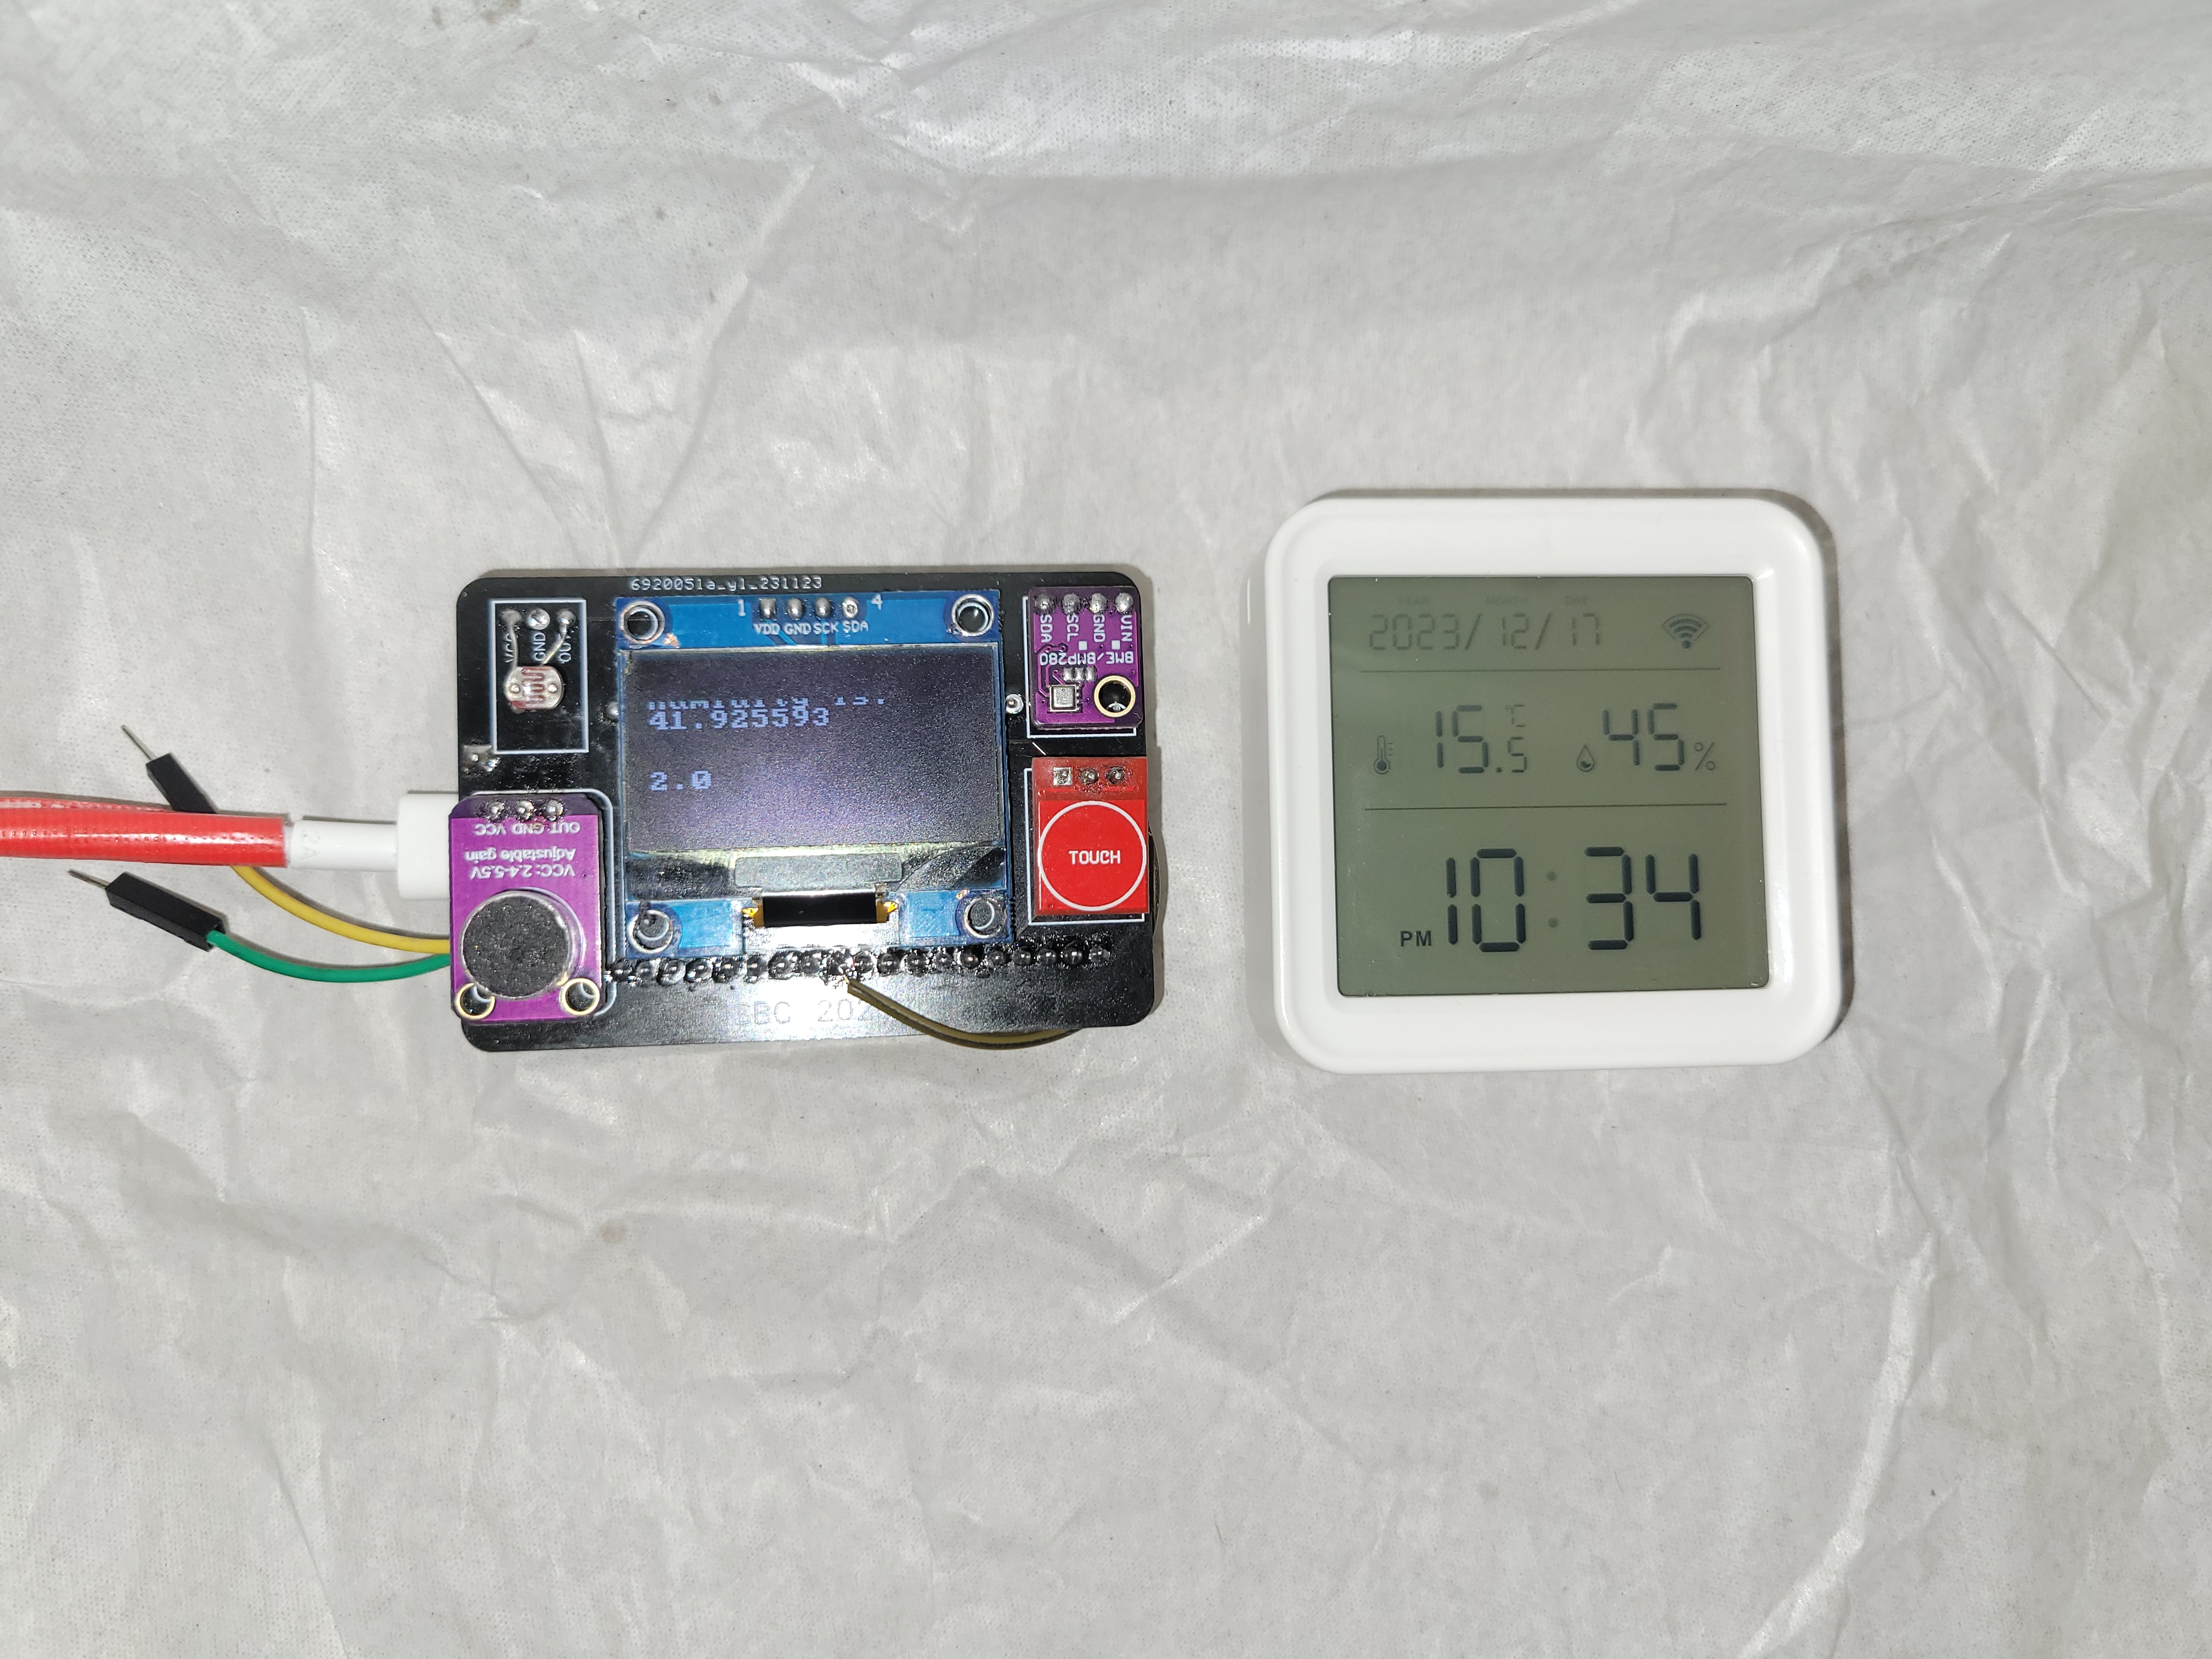 2A
VCC: 2.4-5.5V
Adjustable gain
OUT GND VCC
VCC
GND
OUT
6920051a_y1_231123
1
VDD GND SCK SDA
4
41.925593
2.0
TOUCH
BME/BMP280
VIN
GND
SCL
SDA
2023/12/17
15.5 ℃
45%
PM
10:34